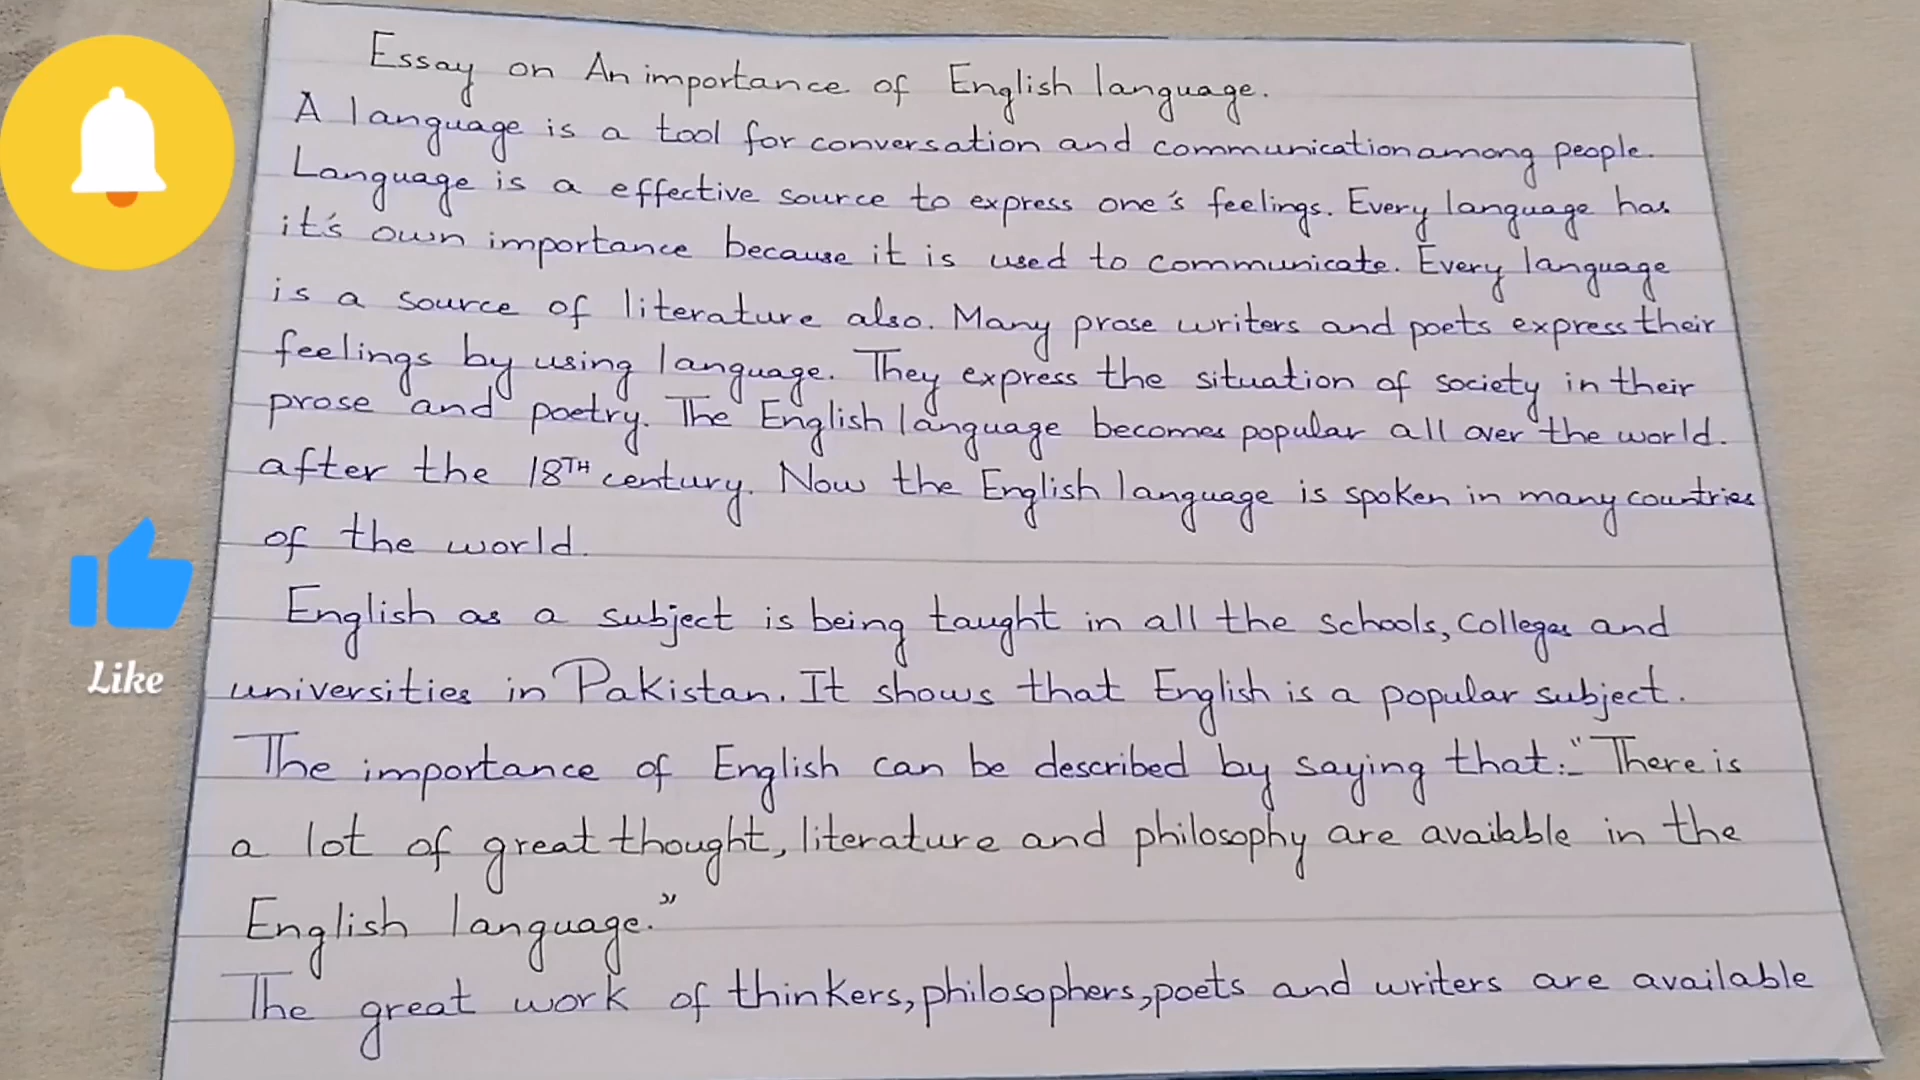 Essay on An importance of English language.
A language is a tool for conversation and communication among people.
Language is a effective source to express one's feelings. Every language has
it's own importance because it is used to communicate. Every language
is a source of literature also. Many prose writers and poets express their
feelings by using language. They express the situation of society in their
prose and poetry. The English language becomes popular all over the world.
after the 18TH century. Now the English language is spoken in many countries
of the world.
English as a subject is being taught in all the schools, colleges and
universities in Pakistan. It shows that English is a popular subject.
The importance of English can be described by saying that:- "There is
a lot of great thought, literature and philosophy are available in the
English language."
The great work of thinkers, philosophers, poets and writers are available
Like